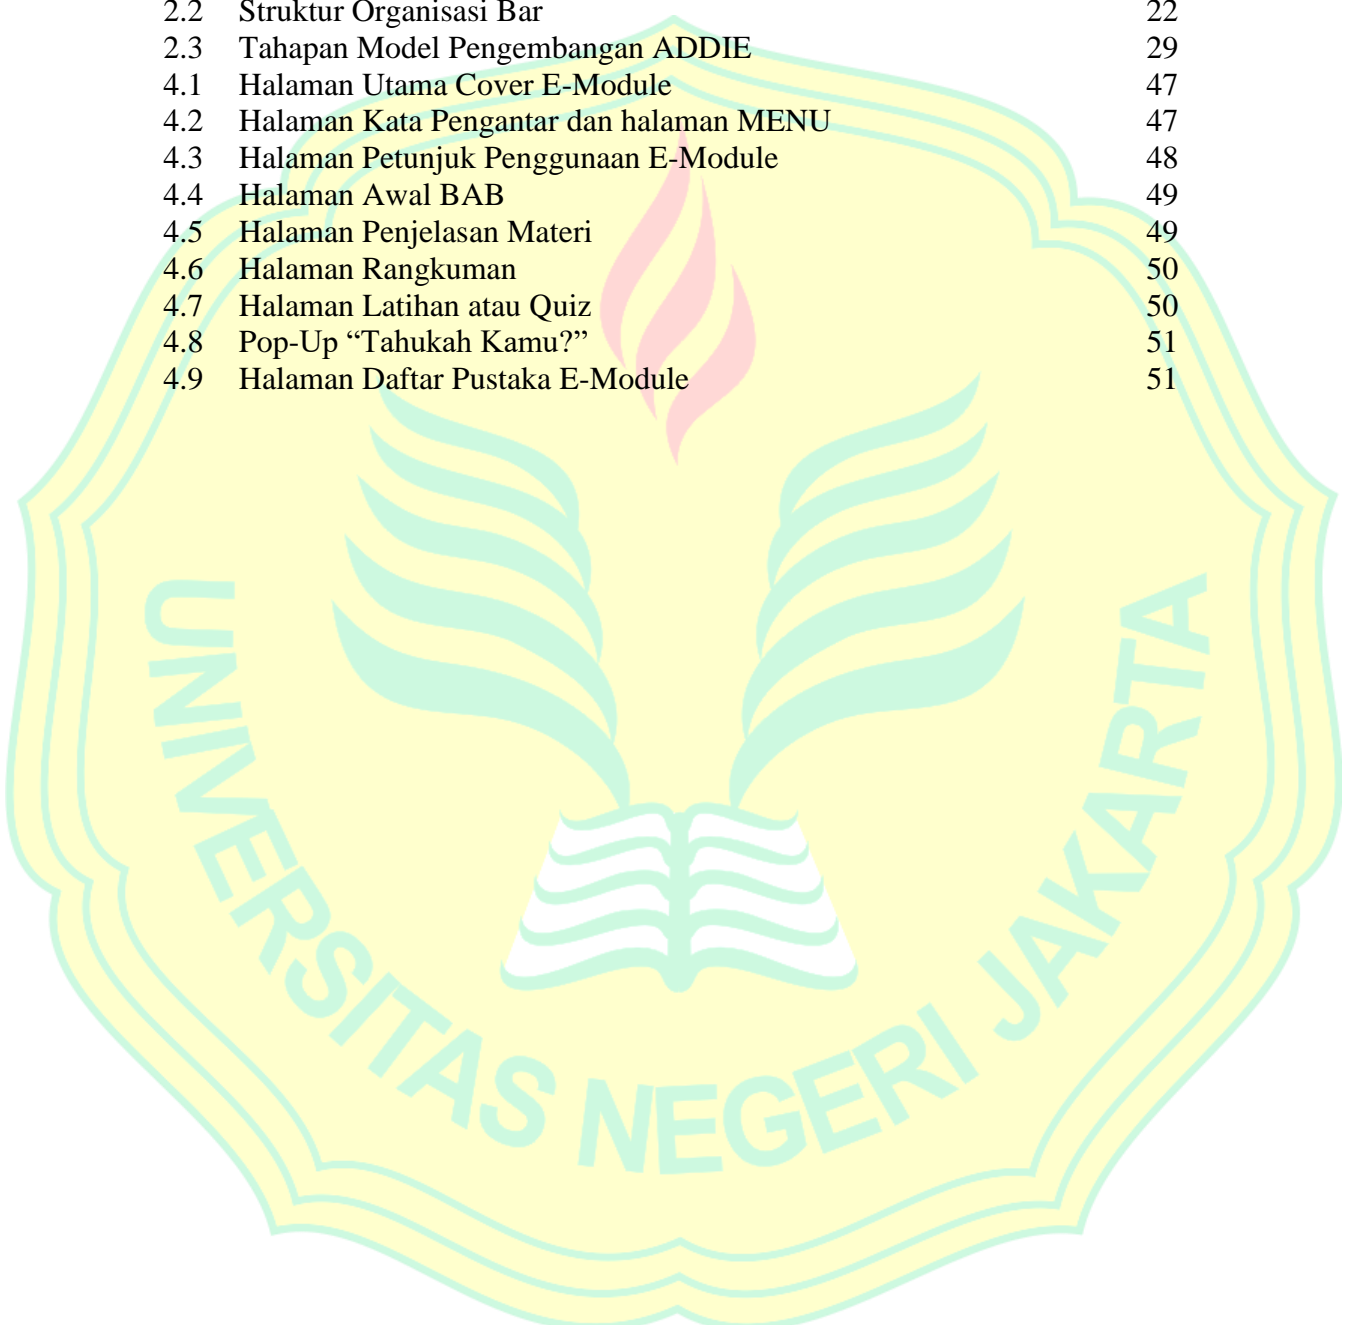 2.2 Struktur Organisasi Bar 22
2.3 Tahapan Model Pengembangan ADDIE 29
4.1 Halaman Utama Cover E-Module 47
4.2 Halaman Kata Pengantar dan halaman MENU 47
4.3 Halaman Petunjuk Penggunaan E-Module 48
4.4 Halaman Awal BAB 49
4.5 Halaman Penjelasan Materi 49
4.6 Halaman Rangkuman 50
4.7 Halaman Latihan atau Quiz 50
4.8 Pop-Up “Tahukah Kamu?” 51
4.9 Halaman Daftar Pustaka E-Module 51
UNIVERSITAS NEGERI JAKARTA